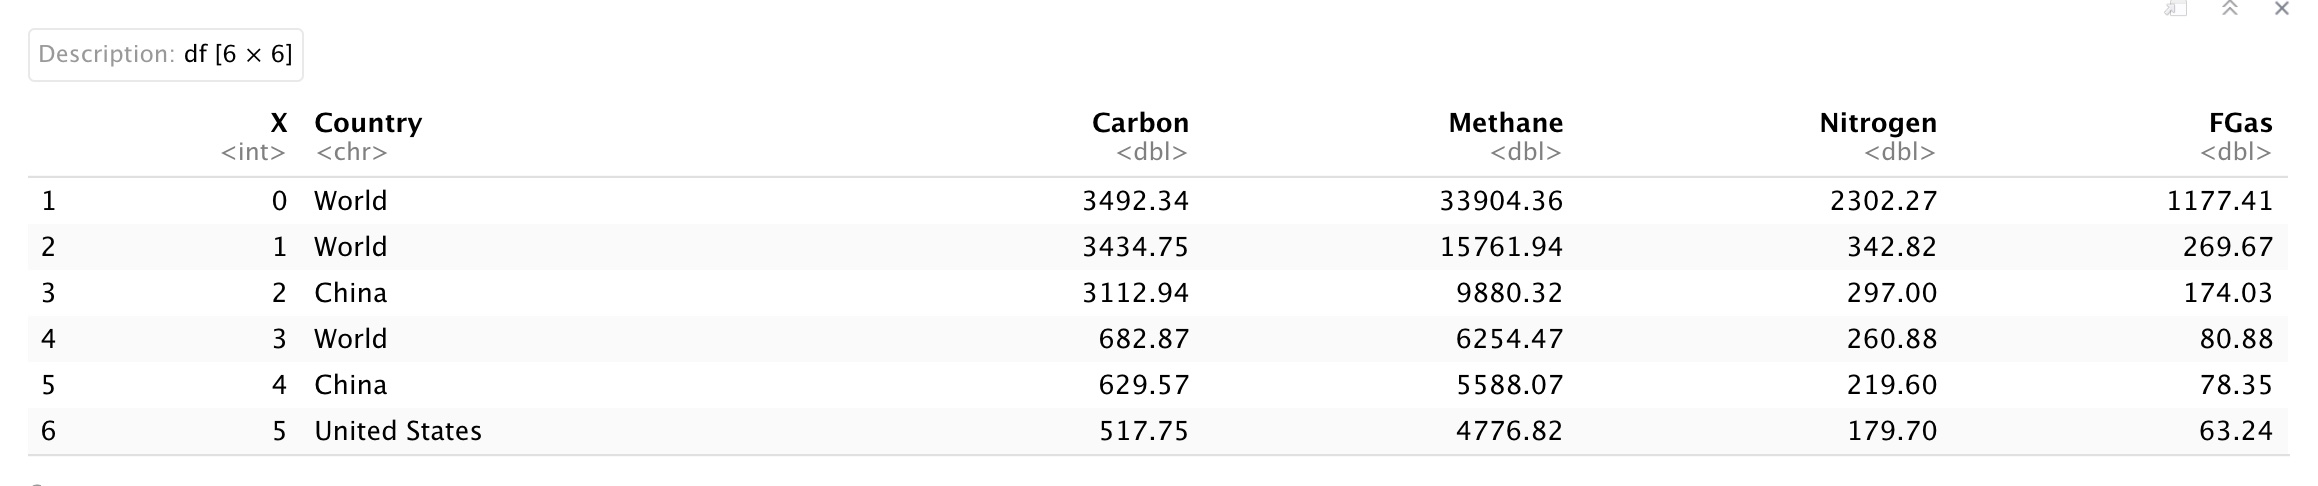 Description: df [6 × 6]
X Country Carbon Methane Nitrogen FGas
<int> <chr> <dbl> <dbl> <dbl> <dbl>
1 0 World 3492.34 33904.36 2302.27 1177.41
2 1 World 3434.75 15761.94 342.82 269.67
3 2 China 3112.94 9880.32 297.00 174.03
4 3 World 682.87 6254.47 260.88 80.88
5 4 China 629.57 5588.07 219.60 78.35
6 5 United States 517.75 4776.82 179.70 63.24